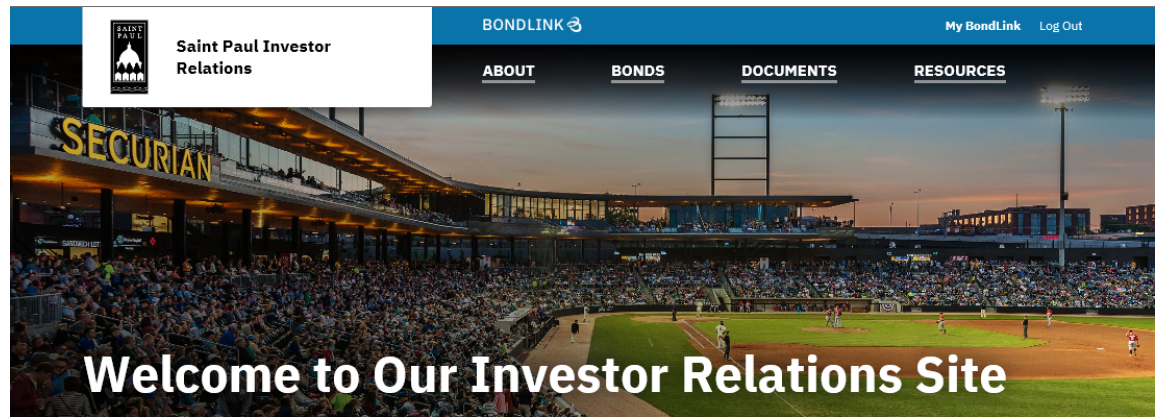 SAINT
PAUL
Saint Paul Investor
Relations
BONDLINK
My BondLink
Log Out
ABOUT
BONDS
DOCUMENTS
RESOURCES
SECURIAN
Welcome to Our Investor Relations Site